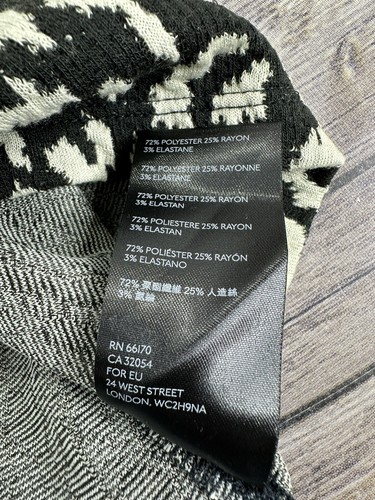 72% POLYESTER 25% RAYON
3% ELASTANE
72% POLYESTER 25% RAYONNE
3% ELASTANE
72% POLYESTER 25% RAYON
3% ELASTAN
72% POLIESTERE 25% RAYON
3% ELASTAN
72% POLIÉSTER 25% RAYÓN
3% ELASTANO
72% 聚酯纖維 25% 人造絲
3% 氨綸
RN 66170
CA 32054
FOR EU
24 WEST STREET
LONDON, WC2H9NA